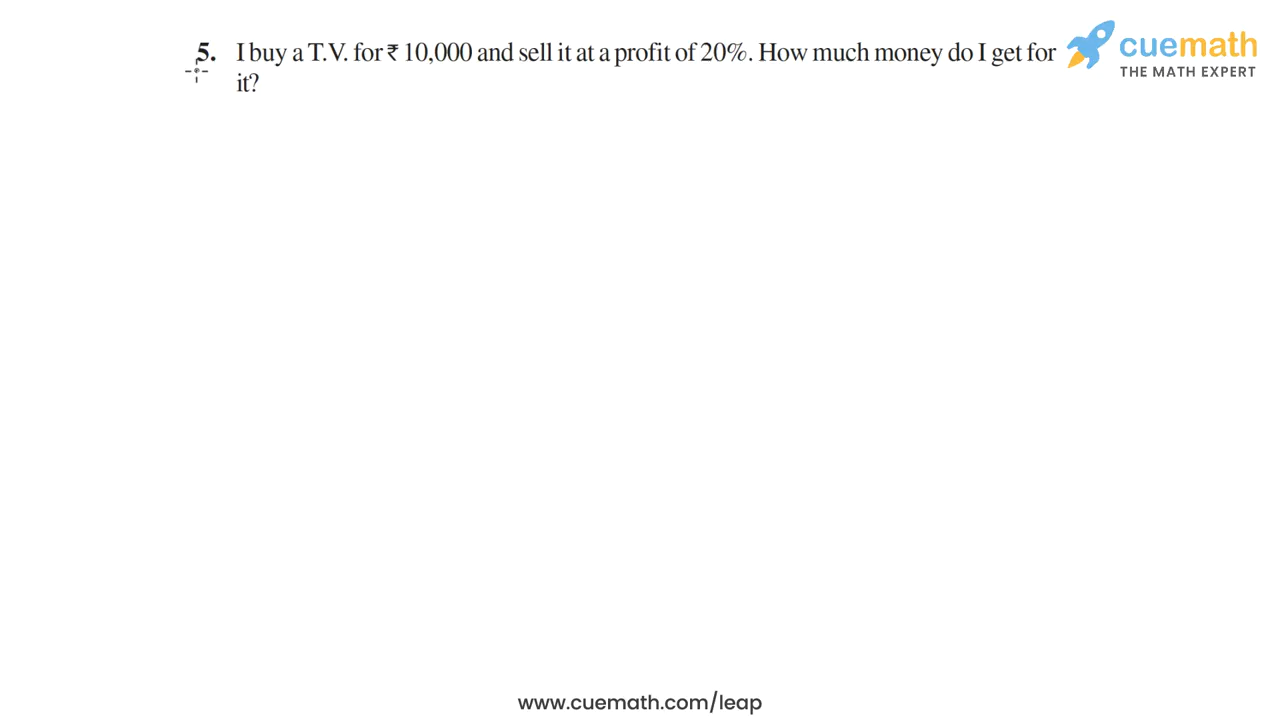 5. I buy a T.V. for ₹ 10,000 and sell it at a profit of 20%. How much money do I get for
it?
cuemath
THE MATH EXPERT
www.cuemath.com/leap